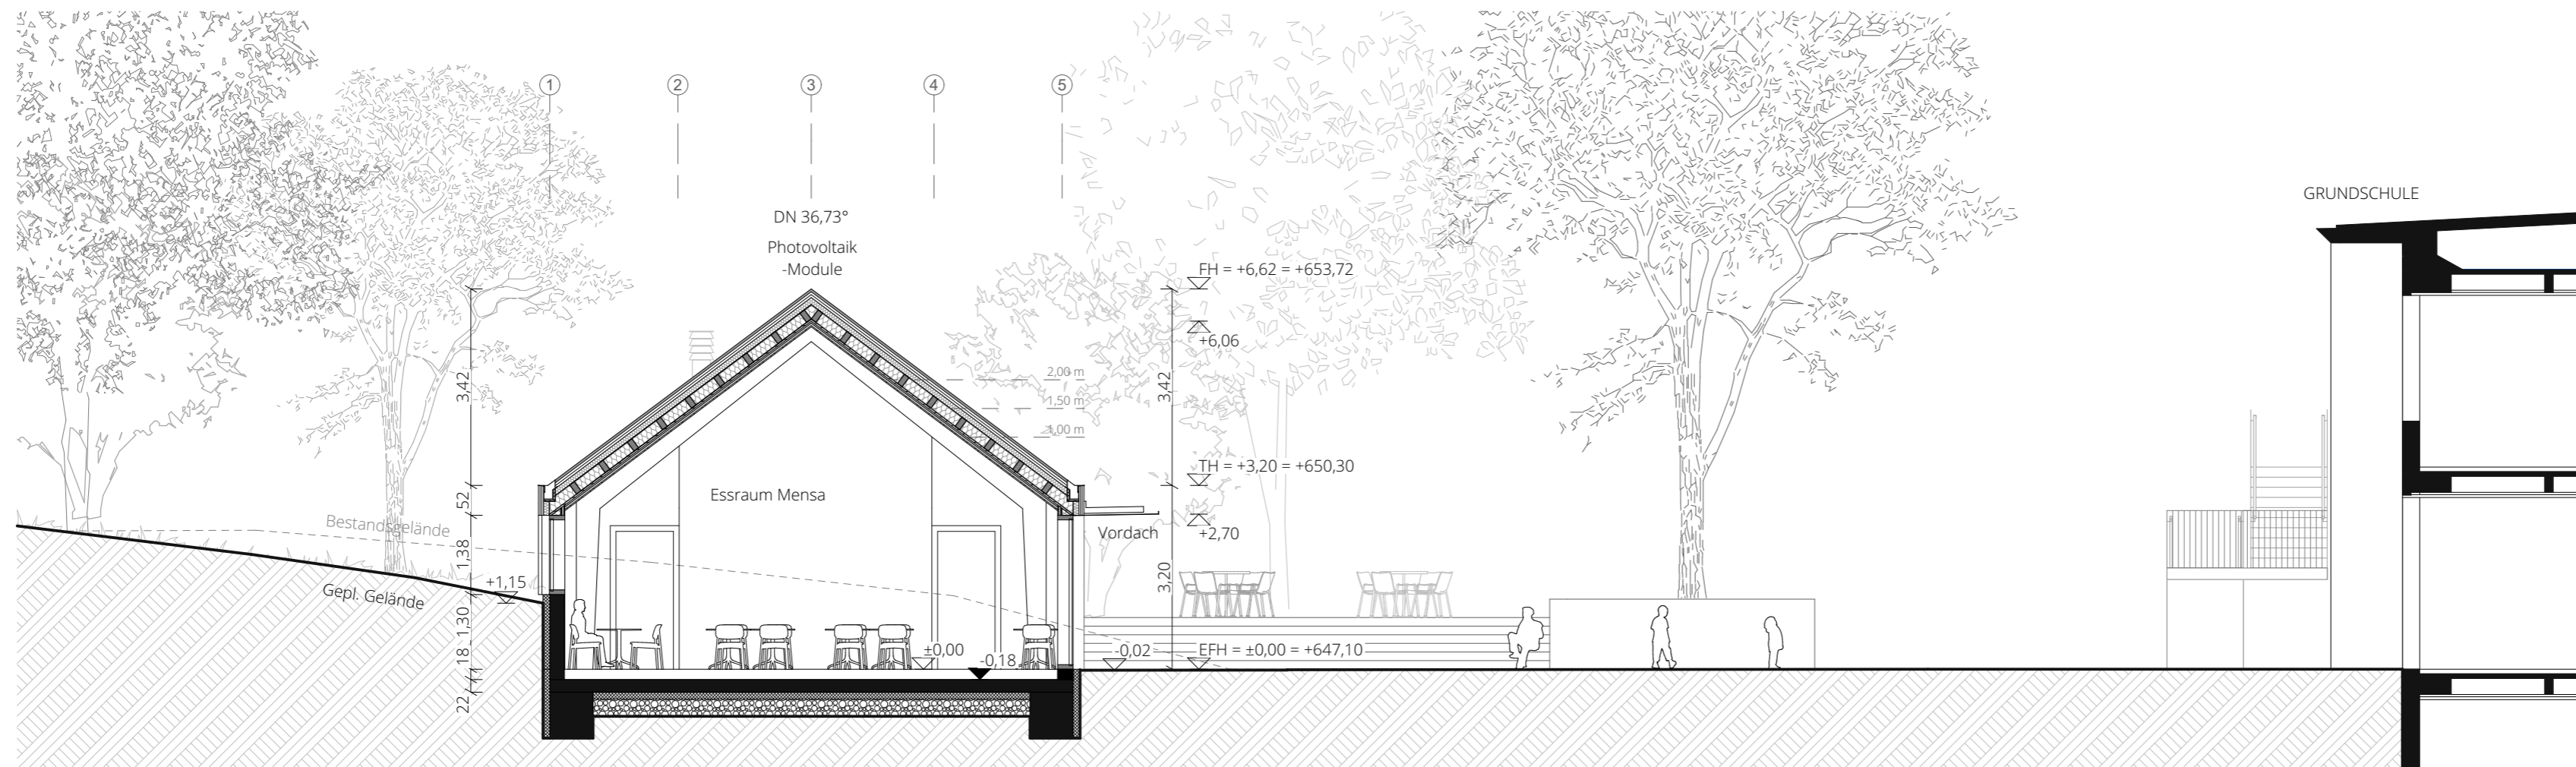 1
2
3
4
5
DN 36,73°
Photovoltaik
-Module
GRUNDSCHULE
FH = +6,62 = +653,72
+6,06
2,00 m
1,50 m
1,00 m
3,42
3,42
TH = +3,20 = +650,30
Essraum Mensa
52
Bestandsgelände
Vordach
+2,70
1,38
+1,15
Gepl. Gelände
3,20
1,30
±0,00
-0,18
-0,02
EFH = ±0,00 = +647,10
18
22